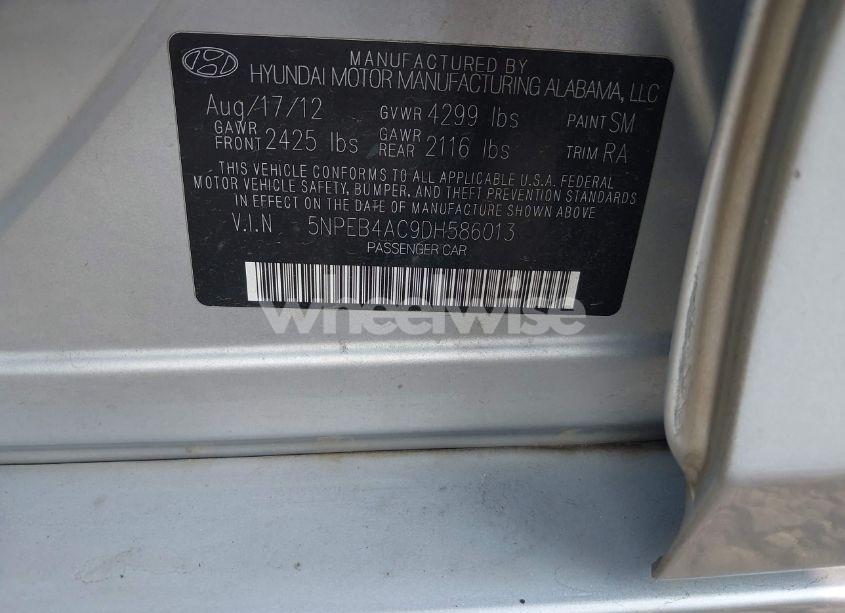 MANUFACTURED BY
HYUNDAI MOTOR MANUFACTURING ALABAMA, LLC
Aug/17/12 GVWR 4299 lbs PAINT SM
GAWR FRONT 2425 lbs GAWR REAR 2116 lbs TRIM RA
THIS VEHICLE CONFORMS TO ALL APPLICABLE U.S.A. FEDERAL
MOTOR VEHICLE SAFETY, BUMPER, AND THEFT PREVENTION STANDARDS
IN EFFECT ON THE DATE OF MANUFACTURE SHOWN ABOVE
V.I.N 5NPEB4AC9DH586013
PASSENGER CAR
wheelwise